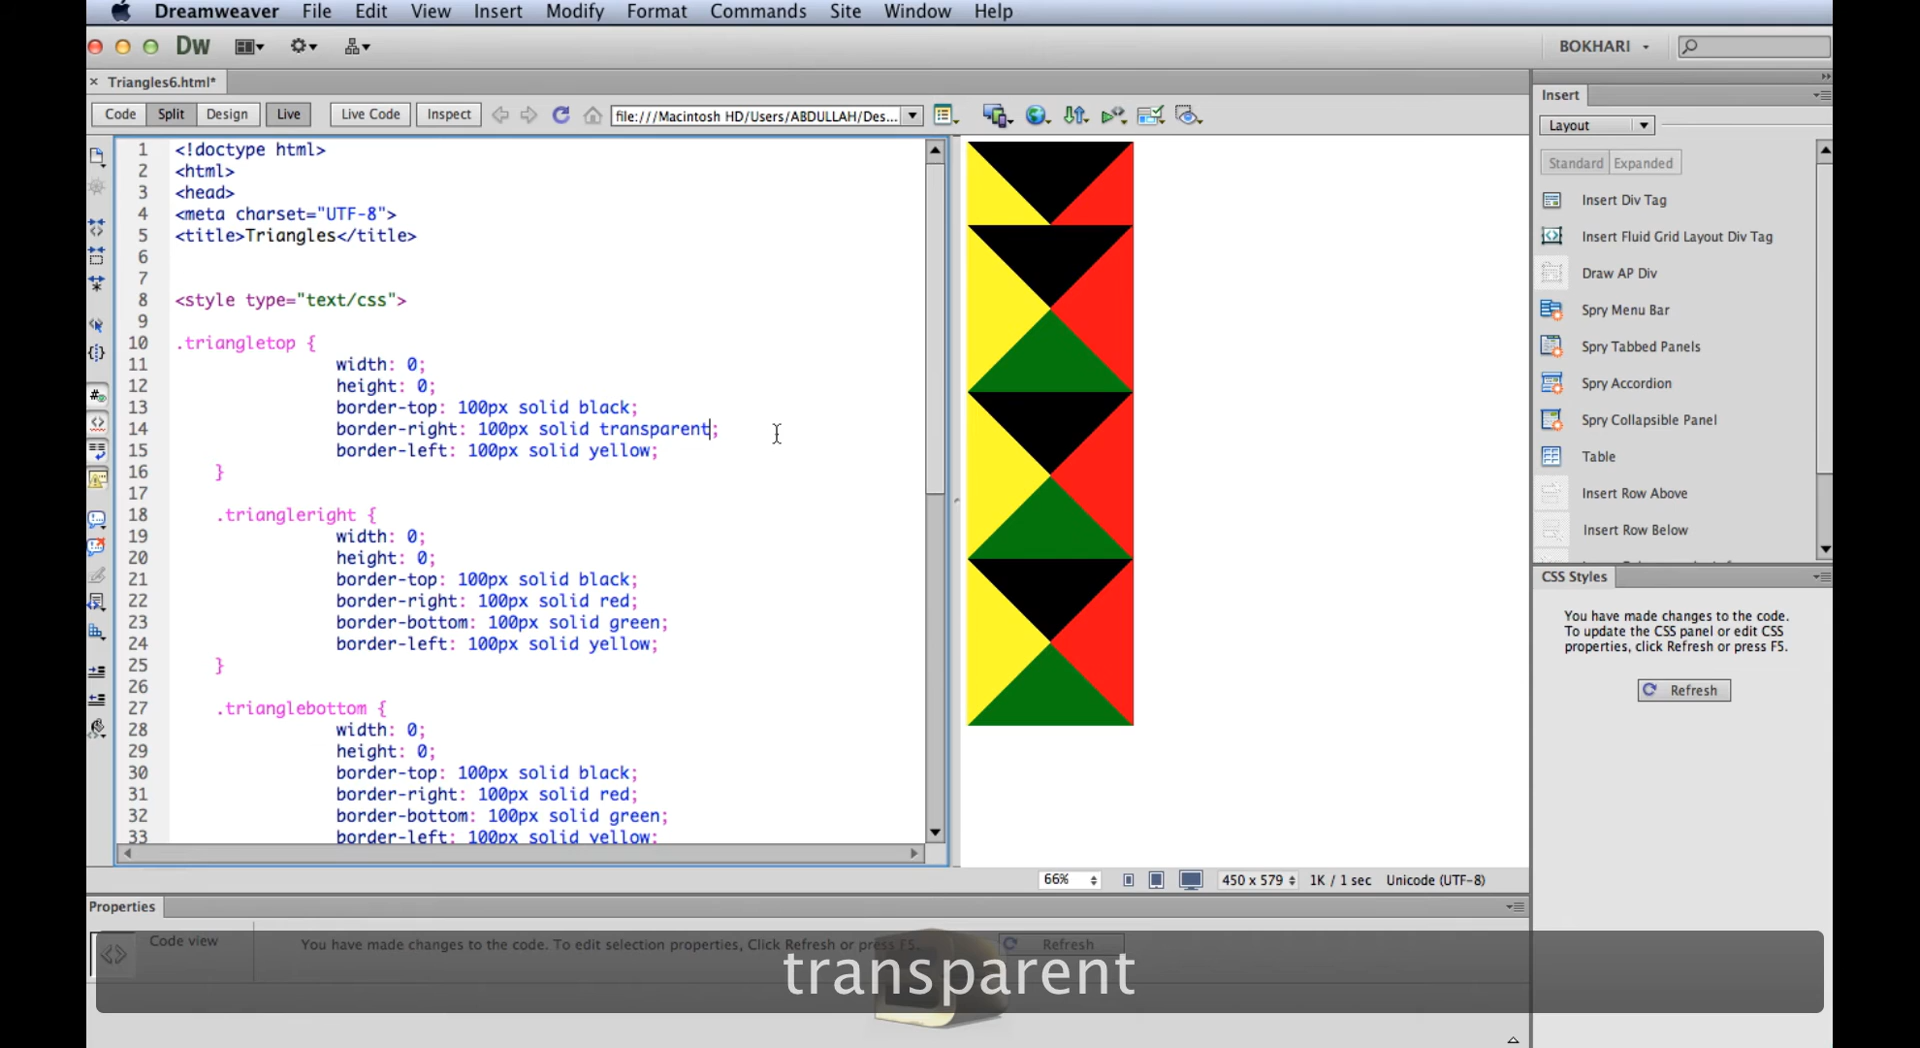 Dreamweaver File Edit View Insert Modify Format Commands Site Window Help
Dw
BOKHARI
Triangles6.html*
Code Split Design Live Live Code Inspect file:///Macintosh HD/Users/ABDULLAH/Des...
1 <!doctype html>
2 <html>
3 <head>
4 <meta charset="UTF-8">
5 <title>Triangles</title>
6
7
8 <style type="text/css">
9
10 .triangletop {
11 width: 0;
12 height: 0;
13 border-top: 100px solid black;
14 border-right: 100px solid transparent;
15 border-left: 100px solid yellow;
16 }
17
18 .triangleright {
19 width: 0;
20 height: 0;
21 border-top: 100px solid black;
22 border-right: 100px solid red;
23 border-bottom: 100px solid green;
24 border-left: 100px solid yellow;
25 }
26
27 .trianglebottom {
28 width: 0;
29 height: 0;
30 border-top: 100px solid black;
31 border-right: 100px solid red;
32 border-bottom: 100px solid green;
33 border-left: 100px solid yellow;
66% 450 x 579 1K / 1 sec Unicode (UTF-8)
Insert
Layout
Standard Expanded
Insert Div Tag
Insert Fluid Grid Layout Div Tag
Draw AP Div
Spry Menu Bar
Spry Tabbed Panels
Spry Accordion
Spry Collapsible Panel
Table
Insert Row Above
Insert Row Below
CSS Styles
You have made changes to the code.
To update the CSS panel or edit CSS
properties, click Refresh or press F5.
Refresh
Properties
Code view You have made changes to the code. To edit selection properties, Click Refresh or press F5. Refresh
transparent